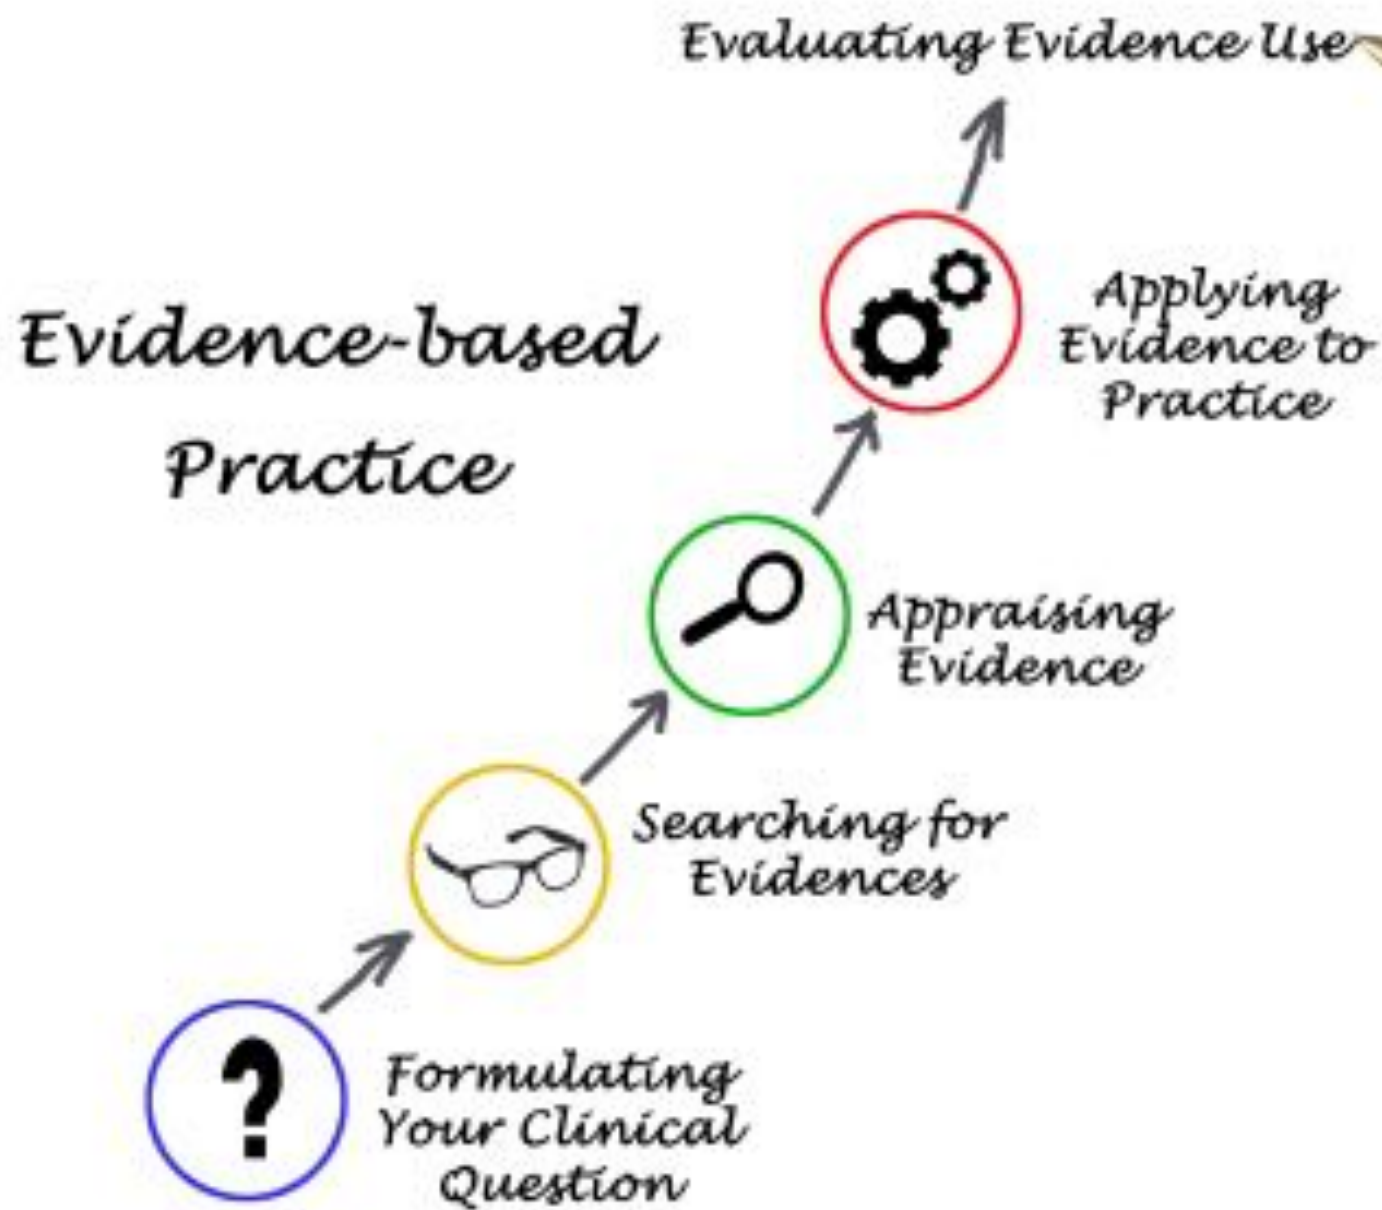 Evaluating Evidence Use
Evidence-based
Practice
Applying
Evidence to
Practice
Appraising
Evidence
Searching for
Evidences
Formulating
Your Clinical
Question